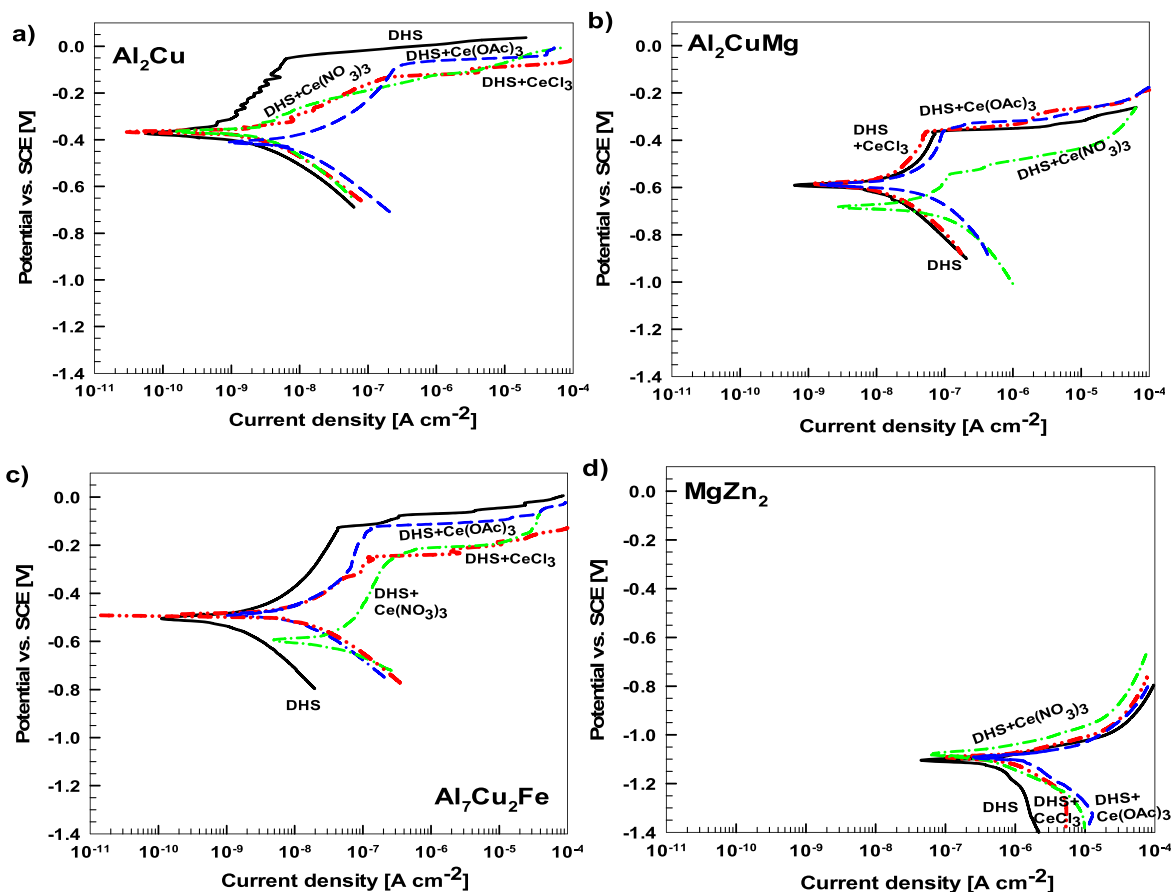 a)
Al₂Cu
DHS
DHS+Ce(OAc)₃
DHS+Ce(NO₃)₃
DHS+CeCl₃
Potential vs. SCE [V]
0.0
-0.2
-0.4
-0.6
-0.8
-1.0
-1.2
-1.4
10⁻¹¹ 10⁻¹⁰ 10⁻⁹ 10⁻⁸ 10⁻⁷ 10⁻⁶ 10⁻⁵ 10⁻⁴
Current density [A cm⁻²]
b)
Al₂CuMg
DHS+Ce(OAc)₃
DHS
+CeCl₃
DHS+Ce(NO₃)₃
DHS
Potential vs. SCE [V]
0.0
-0.2
-0.4
-0.6
-0.8
-1.0
-1.2
-1.4
10⁻¹¹ 10⁻¹⁰ 10⁻⁹ 10⁻⁸ 10⁻⁷ 10⁻⁶ 10⁻⁵ 10⁻⁴
Current density [A cm⁻²]
c)
DHS+Ce(OAc)₃
DHS+CeCl₃
DHS+
Ce(NO₃)₃
DHS
Al₇Cu₂Fe
Potential vs. SCE [V]
0.0
-0.2
-0.4
-0.6
-0.8
-1.0
-1.2
-1.4
10⁻¹¹ 10⁻¹⁰ 10⁻⁹ 10⁻⁸ 10⁻⁷ 10⁻⁶ 10⁻⁵ 10⁻⁴
Current density [A cm⁻²]
d)
MgZn₂
DHS+Ce(NO₃)₃
DHS
DHS+
CeCl₃
DHS+
Ce(OAc)₃
Potential vs. SCE [V]
0.0
-0.2
-0.4
-0.6
-0.8
-1.0
-1.2
-1.4
10⁻¹¹ 10⁻¹⁰ 10⁻⁹ 10⁻⁸ 10⁻⁷ 10⁻⁶ 10⁻⁵ 10⁻⁴
Current density [A cm⁻²]